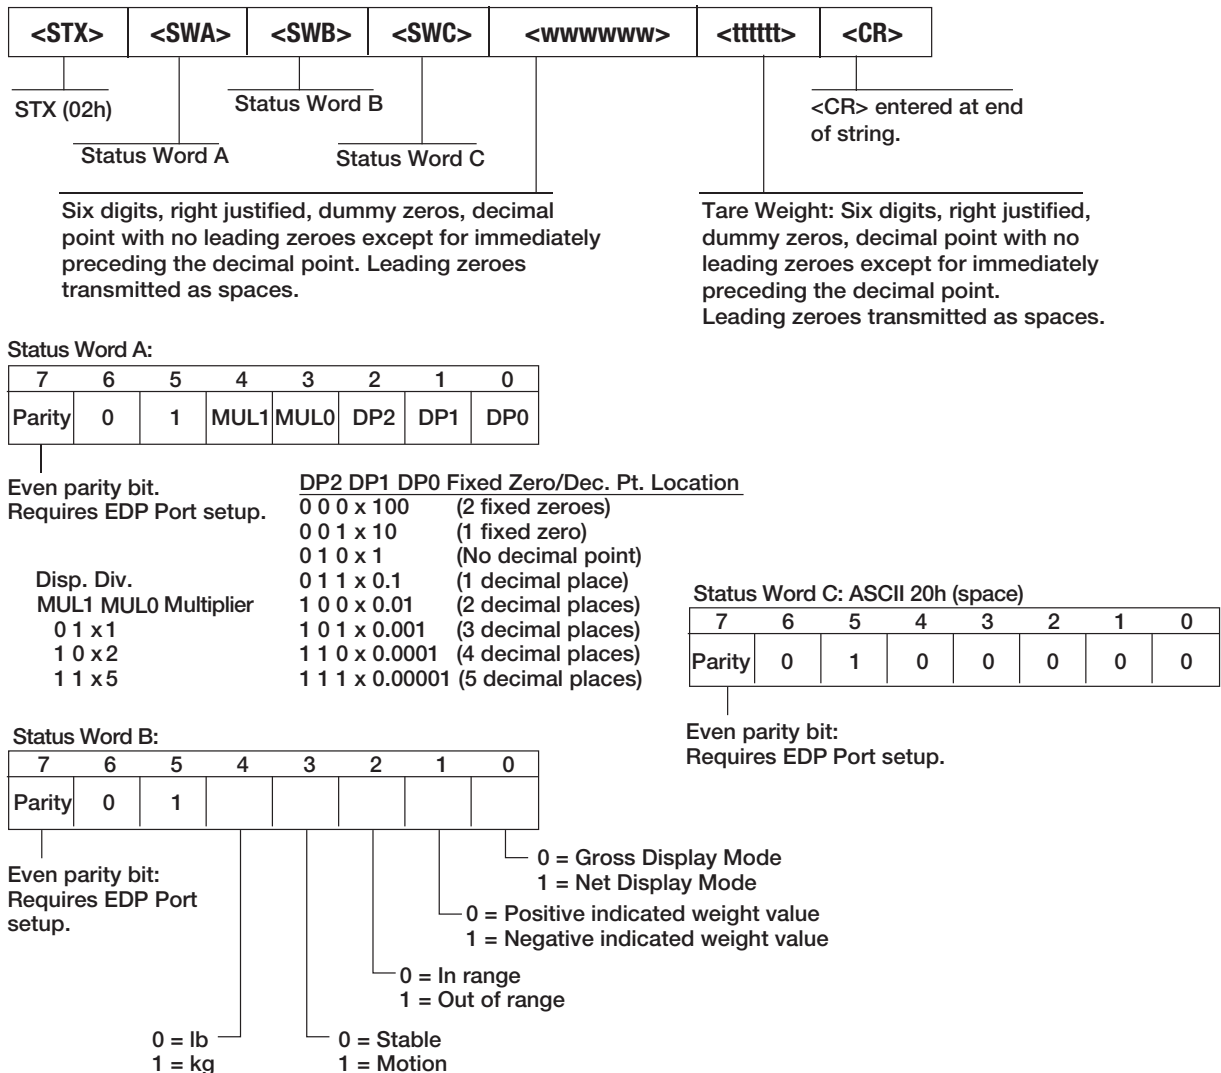 <STX> <SWA> <SWB> <SWC> <wwwwww> <tttttt> <CR>
STX (02h)
Status Word B
<CR> entered at end
of string.
Status Word A
Status Word C
Six digits, right justified, dummy zeros, decimal
point with no leading zeroes except for immediately
preceding the decimal point. Leading zeroes
transmitted as spaces.
Tare Weight: Six digits, right justified,
dummy zeros, decimal point with no
leading zeroes except for immediately
preceding the decimal point.
Leading zeroes transmitted as spaces.
Status Word A:
7 6 5 4 3 2 1 0
Parity 0 1 MUL1 MUL0 DP2 DP1 DP0
Even parity bit.
Requires EDP Port setup.
Disp. Div.
MUL1 MUL0 Multiplier
0 1 x 1
1 0 x 2
1 1 x 5
DP2 DP1 DP0 Fixed Zero/Dec. Pt. Location
0 0 0 x 100 (2 fixed zeroes)
0 0 1 x 10 (1 fixed zero)
0 1 0 x 1 (No decimal point)
0 1 1 x 0.1 (1 decimal place)
1 0 0 x 0.01 (2 decimal places)
1 0 1 x 0.001 (3 decimal places)
1 1 0 x 0.0001 (4 decimal places)
1 1 1 x 0.00001 (5 decimal places)
Status Word C: ASCII 20h (space)
7 6 5 4 3 2 1 0
Parity 0 1 0 0 0 0 0
Even parity bit:
Requires EDP Port setup.
Status Word B:
7 6 5 4 3 2 1 0
Parity 0 1
Even parity bit:
Requires EDP Port
setup.
0 = Gross Display Mode
1 = Net Display Mode
0 = Positive indicated weight value
1 = Negative indicated weight value
0 = In range
1 = Out of range
0 = lb
1 = kg
0 = Stable
1 = Motion